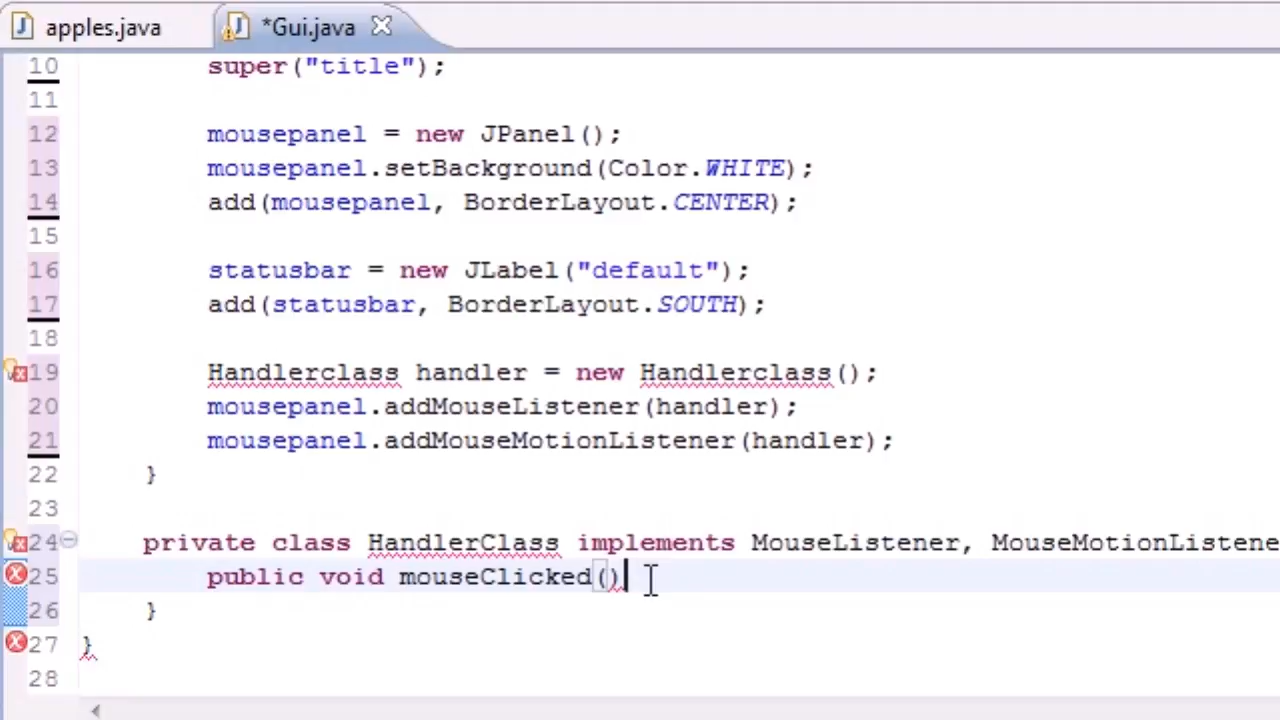 apples.java *Gui.java
10 super("title");
11
12 mousepanel = new JPanel();
13 mousepanel.setBackground(Color.WHITE);
14 add(mousepanel, BorderLayout.CENTER);
15
16 statusbar = new JLabel("default");
17 add(statusbar, BorderLayout.SOUTH);
18
19 Handlerclass handler = new Handlerclass();
20 mousepanel.addMouseListener(handler);
21 mousepanel.addMouseMotionListener(handler);
22 }
23
24 private class HandlerClass implements MouseListener, MouseMotionListene
25 public void mouseClicked()
26 }
27 }
28